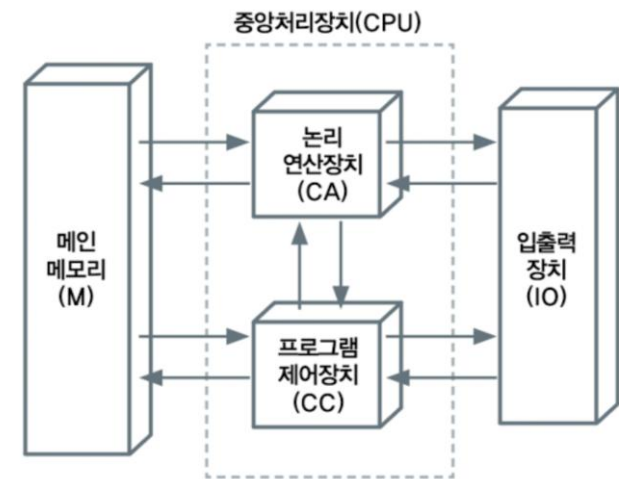 중앙처리장치(CPU)
논리
연산장치
(CA)
메인
메모리
(M)
입출력
장치
(IO)
프로그램
제어장치
(CC)